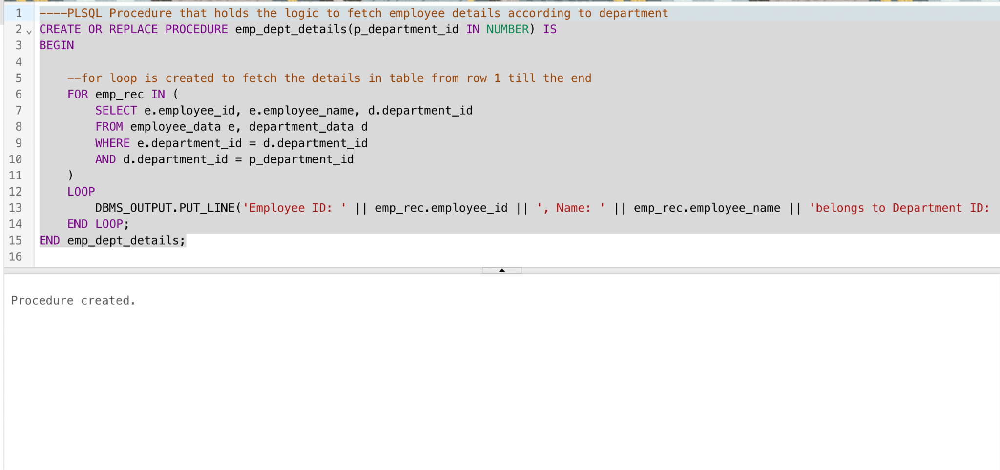 1 ----PLSQL Procedure that holds the logic to fetch employee details according to department
2 CREATE OR REPLACE PROCEDURE emp_dept_details(p_department_id IN NUMBER) IS
3 BEGIN
4
5     --for loop is created to fetch the details in table from row 1 till the end
6     FOR emp_rec IN (
7         SELECT e.employee_id, e.employee_name, d.department_id
8         FROM employee_data e, department_data d
9         WHERE e.department_id = d.department_id
10         AND d.department_id = p_department_id
11     )
12     LOOP
13         DBMS_OUTPUT.PUT_LINE('Employee ID: ' || emp_rec.employee_id || ', Name: ' || emp_rec.employee_name || 'belongs to Department ID:
14     END LOOP;
15 END emp_dept_details;
16
Procedure created.